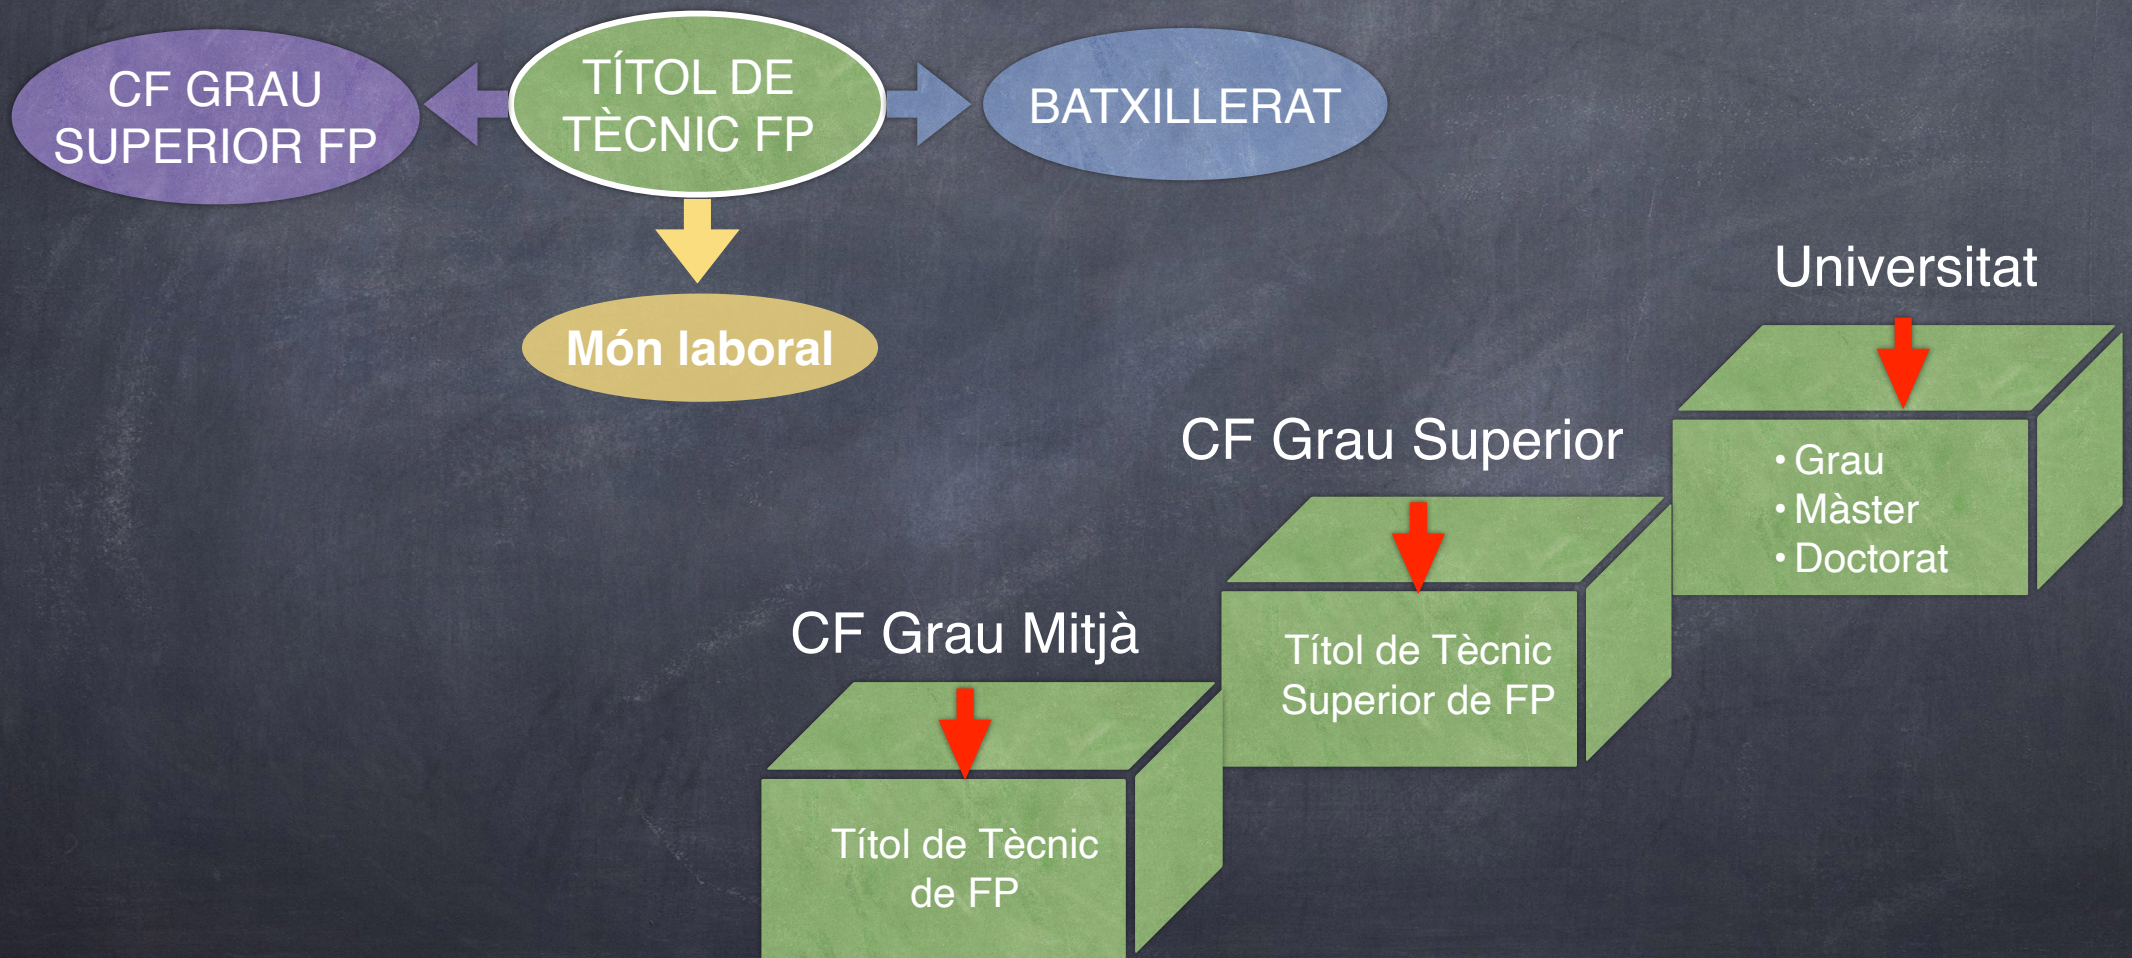 CF GRAU
SUPERIOR FP
TÍTOL DE
TÈCNIC FP
BATXILLERAT
Món laboral
Universitat
• Grau
• Màster
• Doctorat
CF Grau Superior
Títol de Tècnic
Superior de FP
CF Grau Mitjà
Títol de Tècnic
de FP